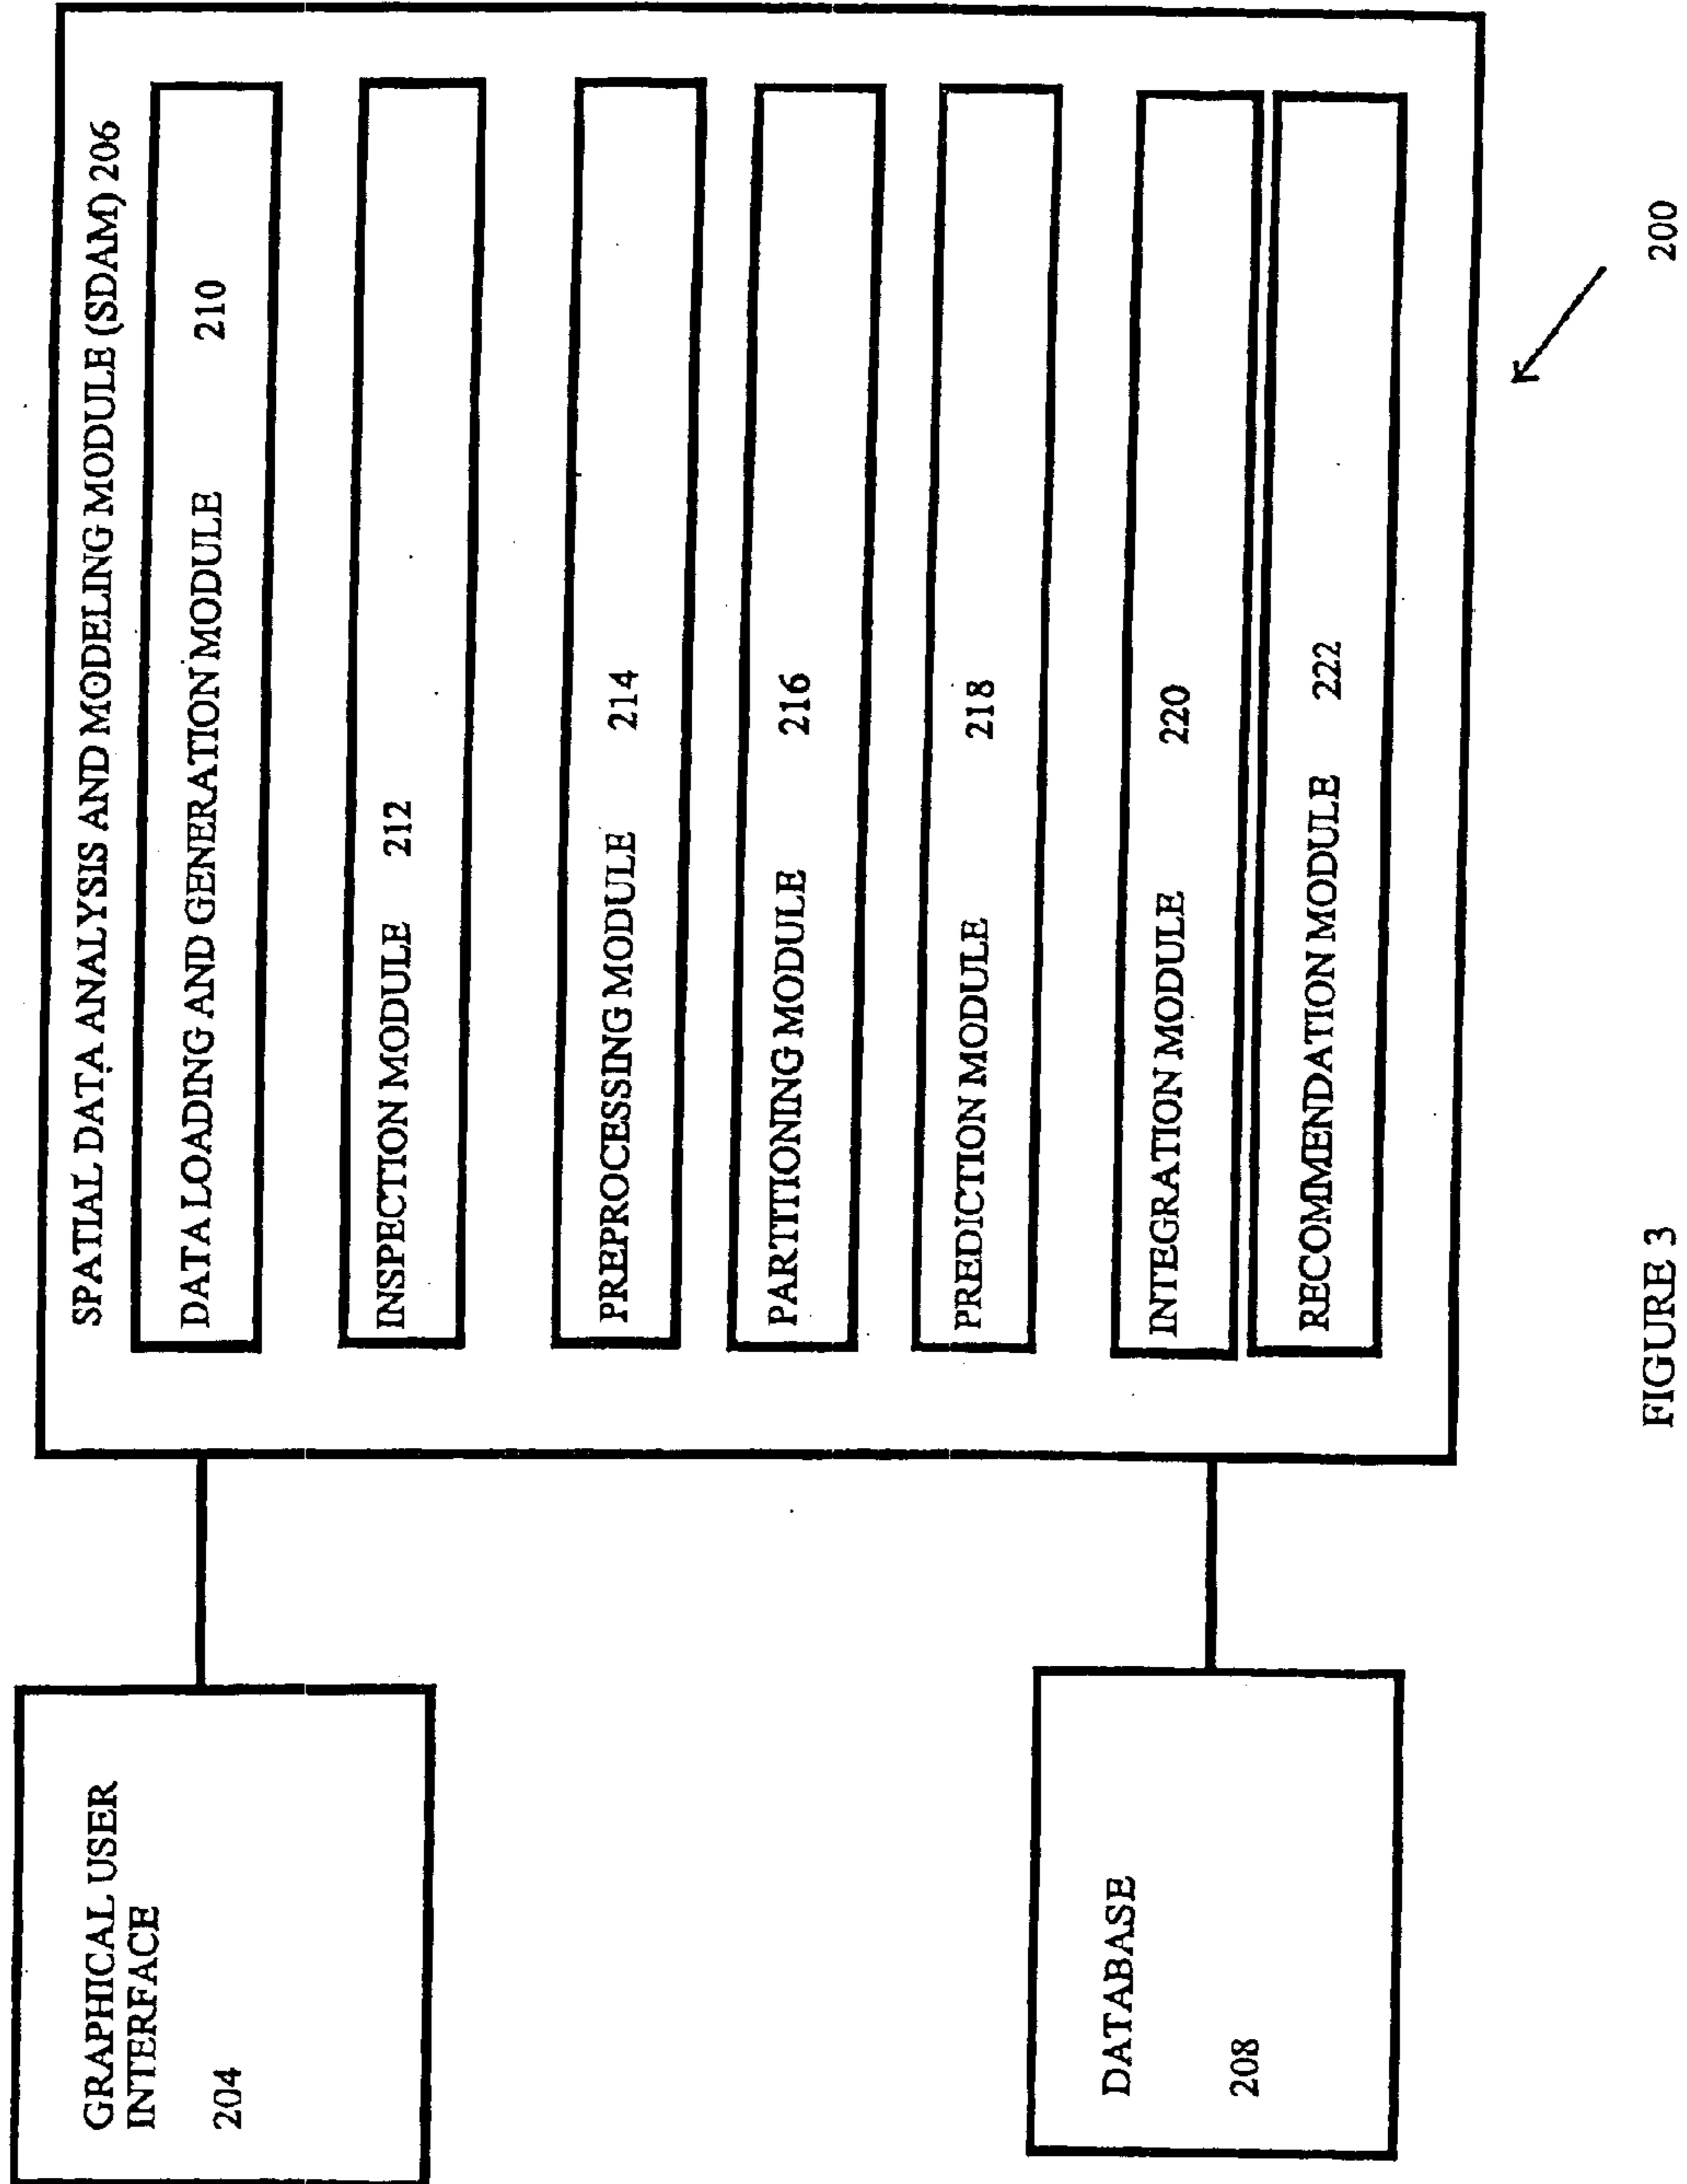 GRAPHICAL USER
INTERFACE
204
DATABASE
208
SPATIAL DATA ANALYSIS AND MODELING MODULE (SDAM) 206
DATA LOADING AND GENERATION MODULE 210
INSPECTION MODULE 212
PREPROCESSING MODULE 214
PARTITIONING MODULE 216
PREDICTION MODULE 218
INTEGRATION MODULE 220
RECOMMENDATION MODULE 222
200
FIGURE 3